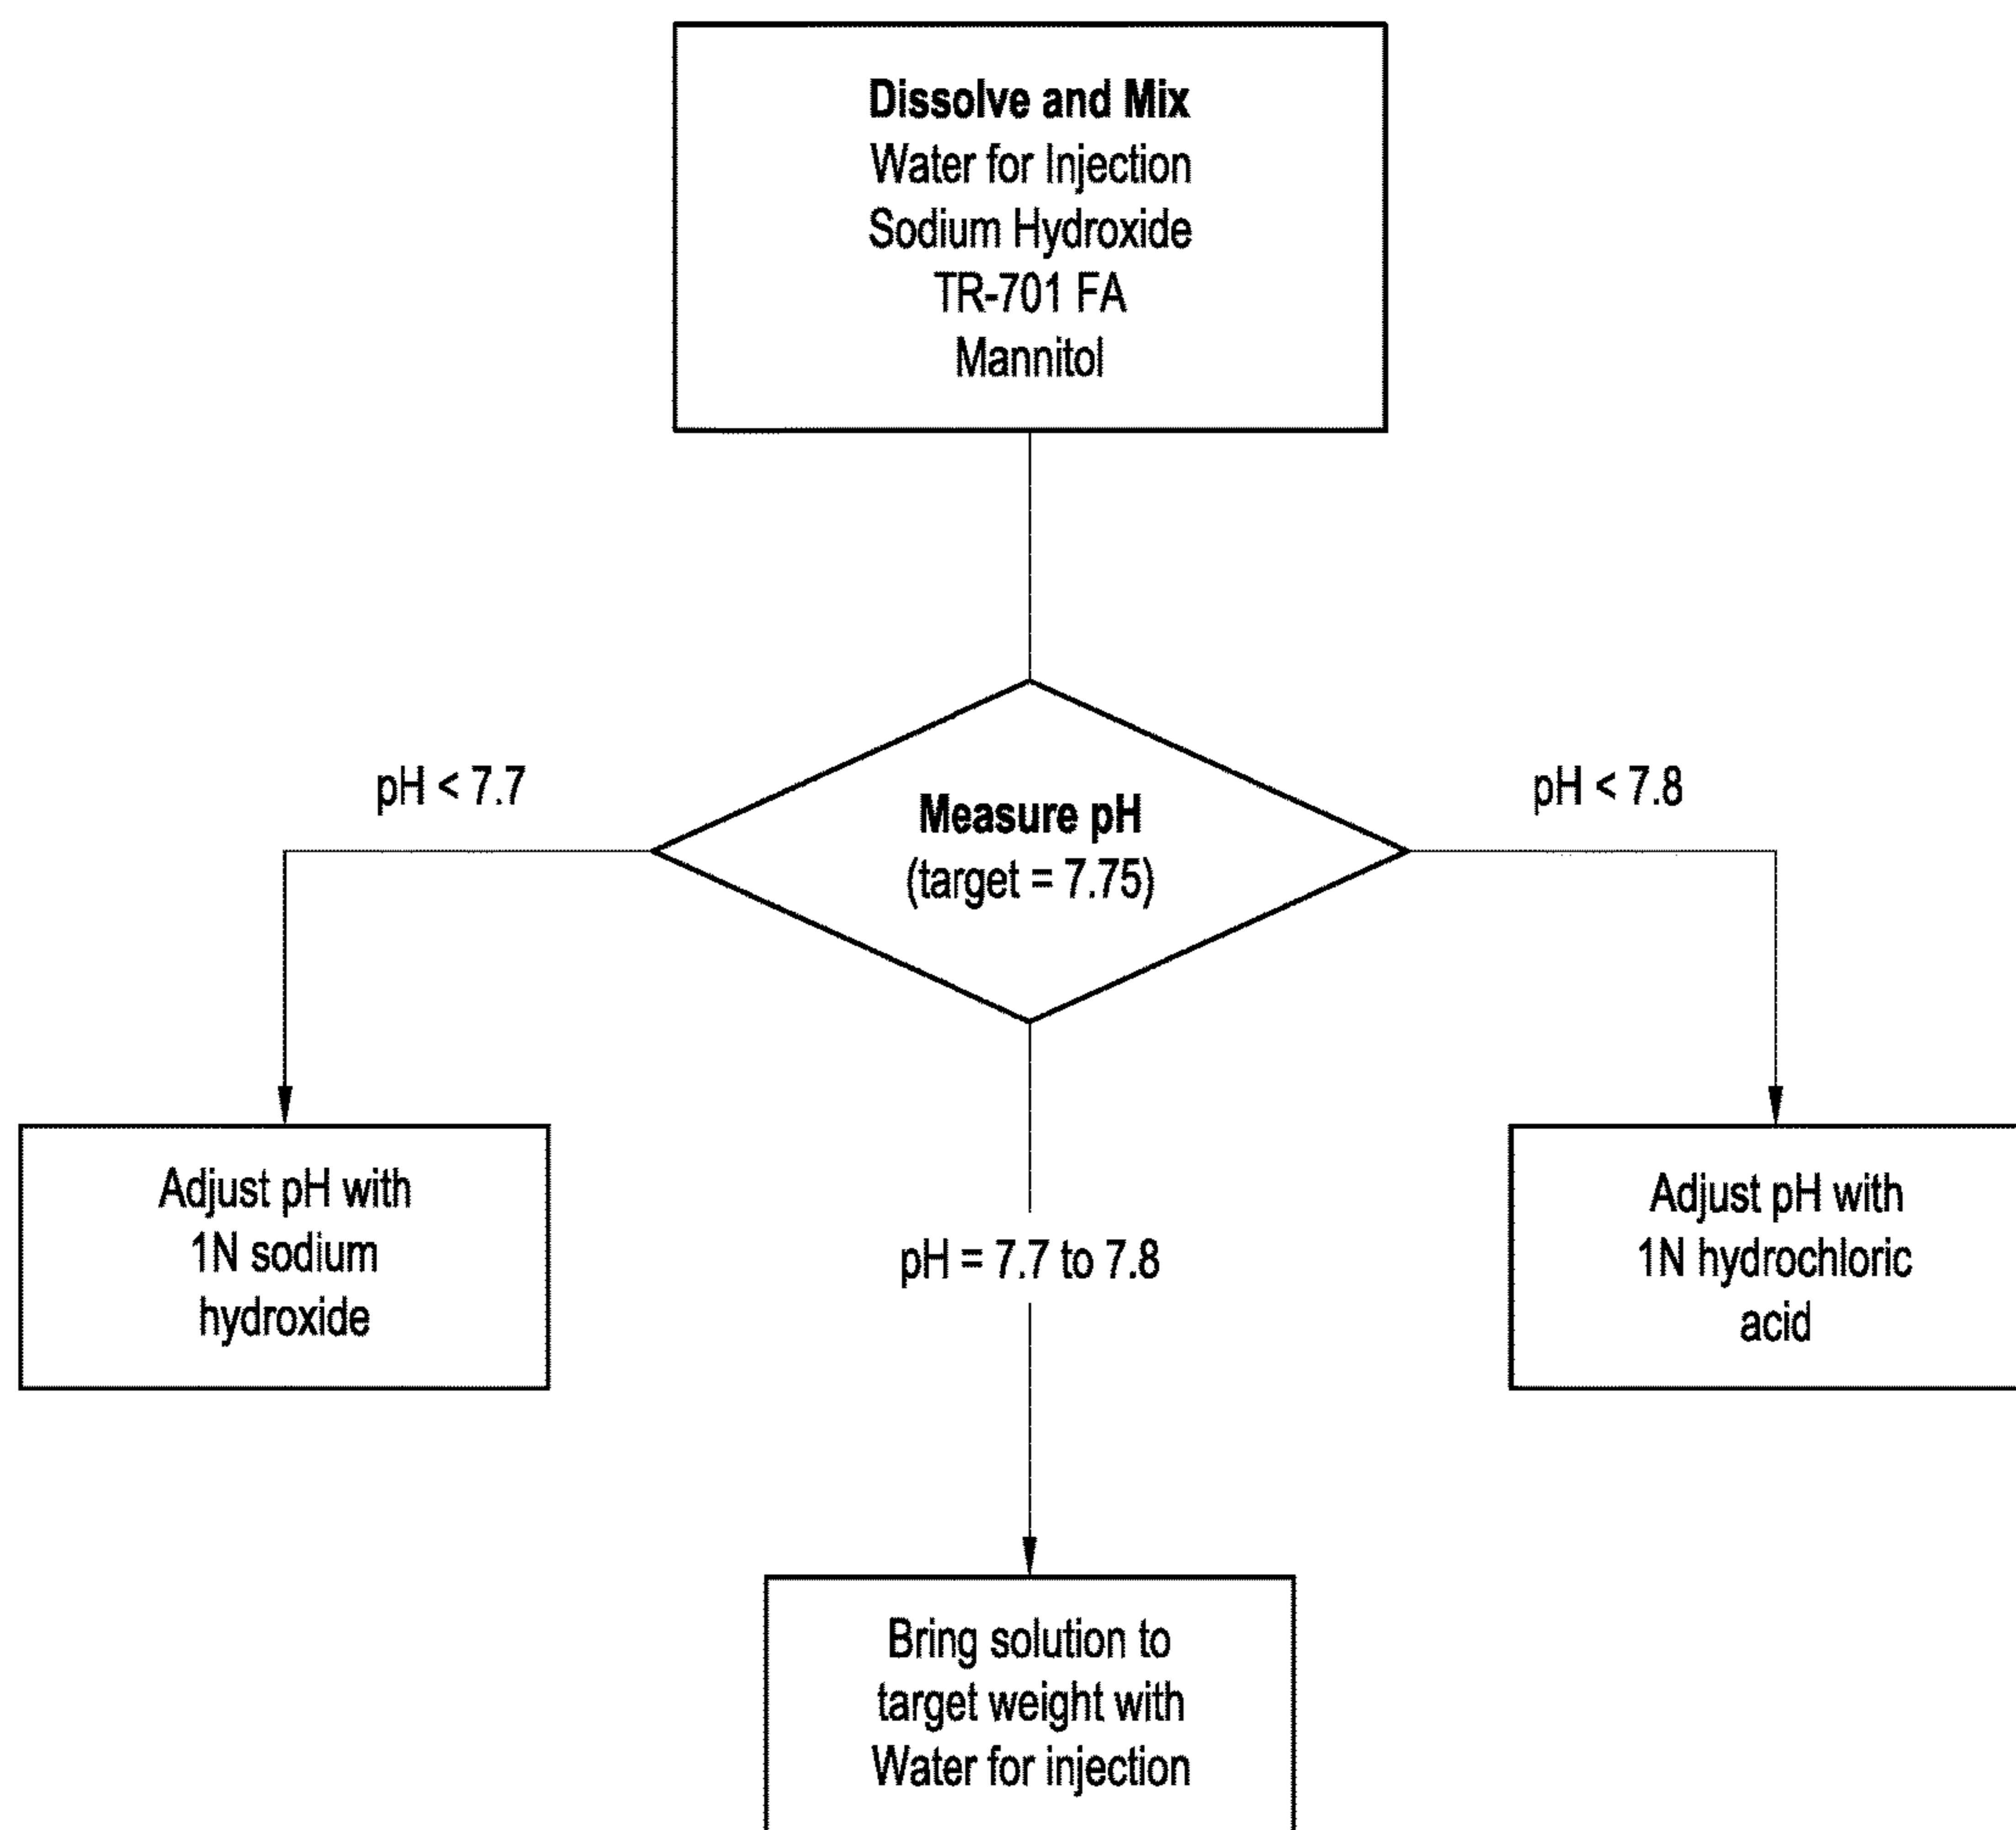 Dissolve and Mix
Water for Injection
Sodium Hydroxide
TR-701 FA
Mannitol
pH < 7.7
Measure pH
(target = 7.75)
pH < 7.8
Adjust pH with
1N sodium
hydroxide
pH = 7.7 to 7.8
Adjust pH with
1N hydrochloric
acid
Bring solution to
target weight with
Water for injection